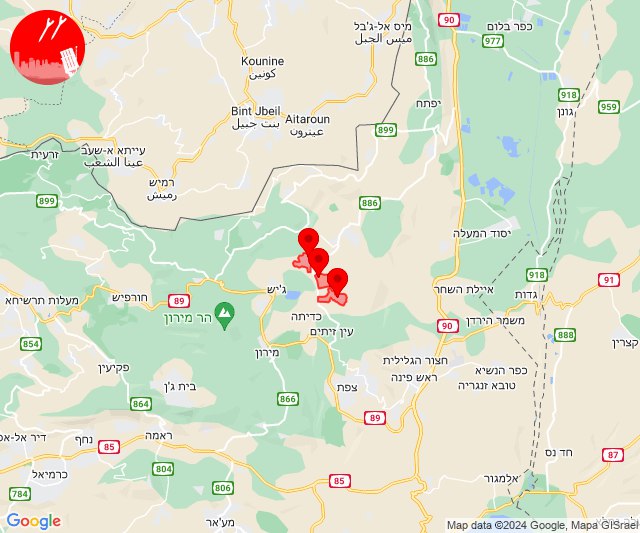 מיס אל-ג'בל
ميس الجبل
90
כפר בלום
977
886
Kounine
كونين
918
959
גונן
יפתח
Bint Jbeil
بنت جبيل
Aitaroun
عيترون
899
עייתא א-שעב
عيتا الشعب
זרעית
רמיש
رميش
899
886
יסוד המעלה
918
91
איילת השחר
גדות
מעלות תרשיחא
חורפיש
89
ג'יש
הר מירון
כדיתה
עין זיתים
90
משמר הירדן
888
קצרין
854
מירון
פקיעין
חצור הגלילית
ראש פינה
כפר הנשיא
טובא זנגריה
בית ג'ן
צפת
866
864
89
ראמה
נחף
85
804
כרמיאל
784
806
85
אלמגור
חד נס
87
מע'אר
Google
Map data ©2024 Google, Mapa GISrael